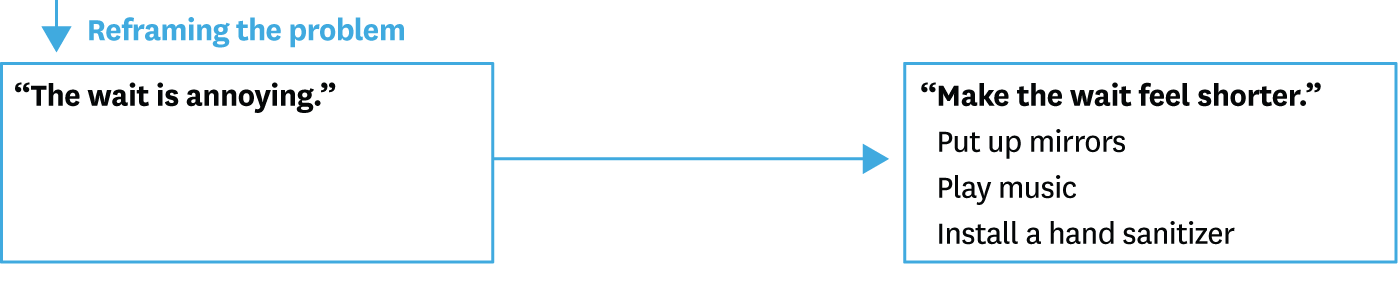 Reframing the problem
“The wait is annoying.”
“Make the wait feel shorter.”
Put up mirrors
Play music
Install a hand sanitizer